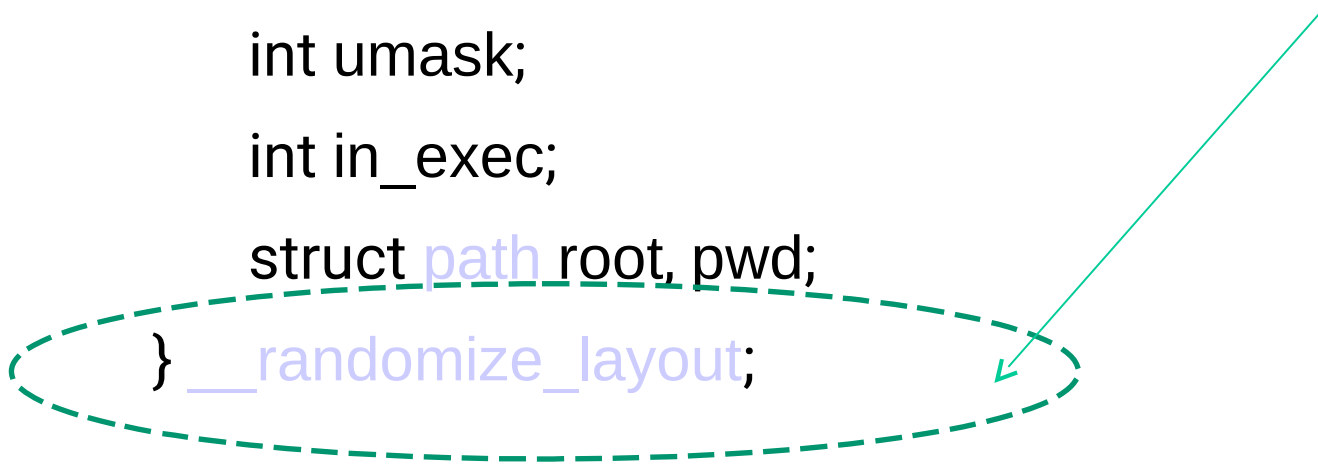 int umask;
int in_exec;
struct path root, pwd;
} __randomize_layout;